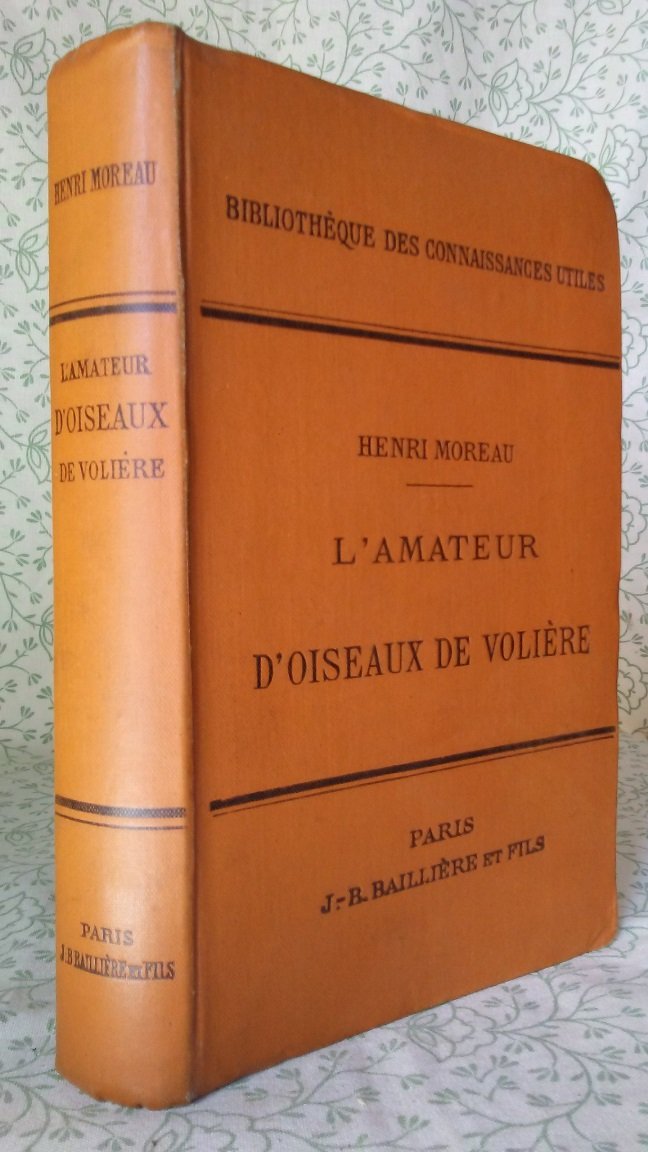 HENRI MOREAU
L'AMATEUR
D'OISEAUX
DE VOLIÈRE
PARIS
J.-B. BAILLIÈRE ET FILS
BIBLIOTHÈQUE DES CONNAISSANCES UTILES
HENRI MOREAU
L'AMATEUR
D'OISEAUX DE VOLIÈRE
PARIS
J.-B. BAILLIÈRE ET FILS